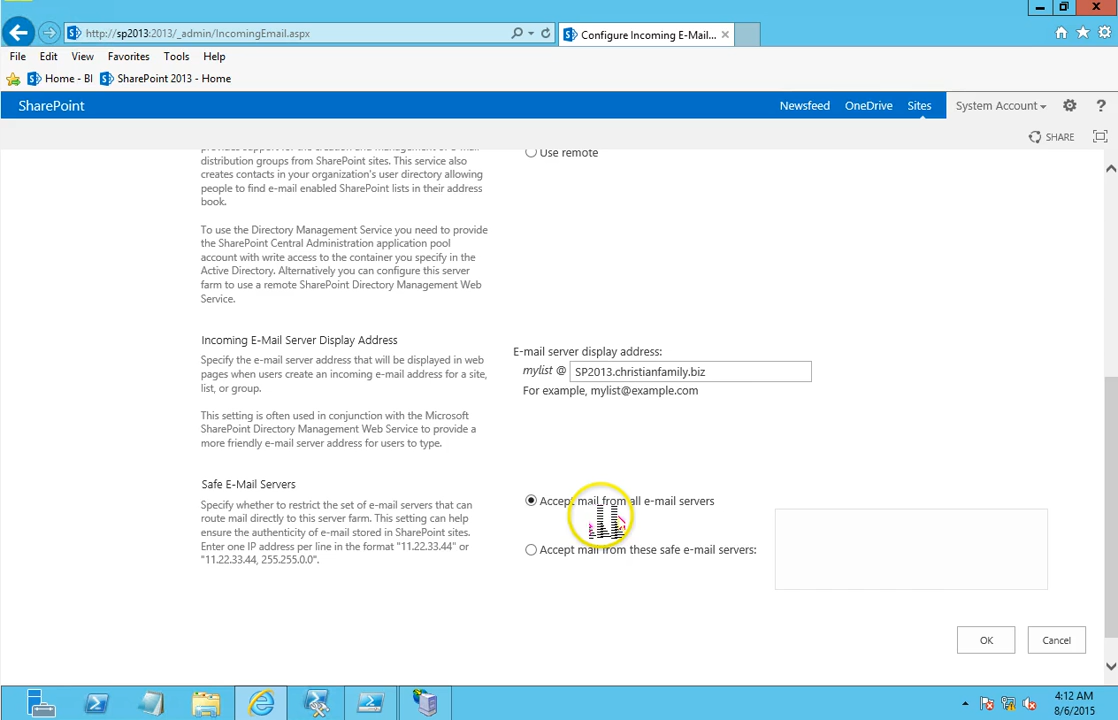 http://sp2013:2013/_admin/IncomingEmail.aspx
Configure Incoming E-Mail...
File Edit View Favorites Tools Help
Home - BI SharePoint 2013 - Home
SharePoint Newsfeed OneDrive Sites System Account ?
SHARE
distribution groups from SharePoint sites. This service also
creates contacts in your organization's user directory allowing
people to find e-mail enabled SharePoint lists in their address
book.
Use remote
To use the Directory Management Service you need to provide
the SharePoint Central Administration application pool
account with write access to the container you specify in the
Active Directory. Alternatively you can configure this server
farm to use a remote SharePoint Directory Management Web
Service.
Incoming E-Mail Server Display Address
Specify the e-mail server address that will be displayed in web
pages when users create an incoming e-mail address for a site,
list, or group.
This setting is often used in conjunction with the Microsoft
SharePoint Directory Management Web Service to provide a
more friendly e-mail server address for users to type.
E-mail server display address:
mylist @ SP2013.christianfamily.biz
For example, mylist@example.com
Safe E-Mail Servers
Specify whether to restrict the set of e-mail servers that can
route mail directly to this server farm. This setting can help
ensure the authenticity of e-mail stored in SharePoint sites.
Enter one IP address per line in the format "11.22.33.44" or
"11.22.33.44, 255.255.0.0".
Accept mail from all e-mail servers
Accept mail from these safe e-mail servers:
OK Cancel
4:12 AM
8/6/2015